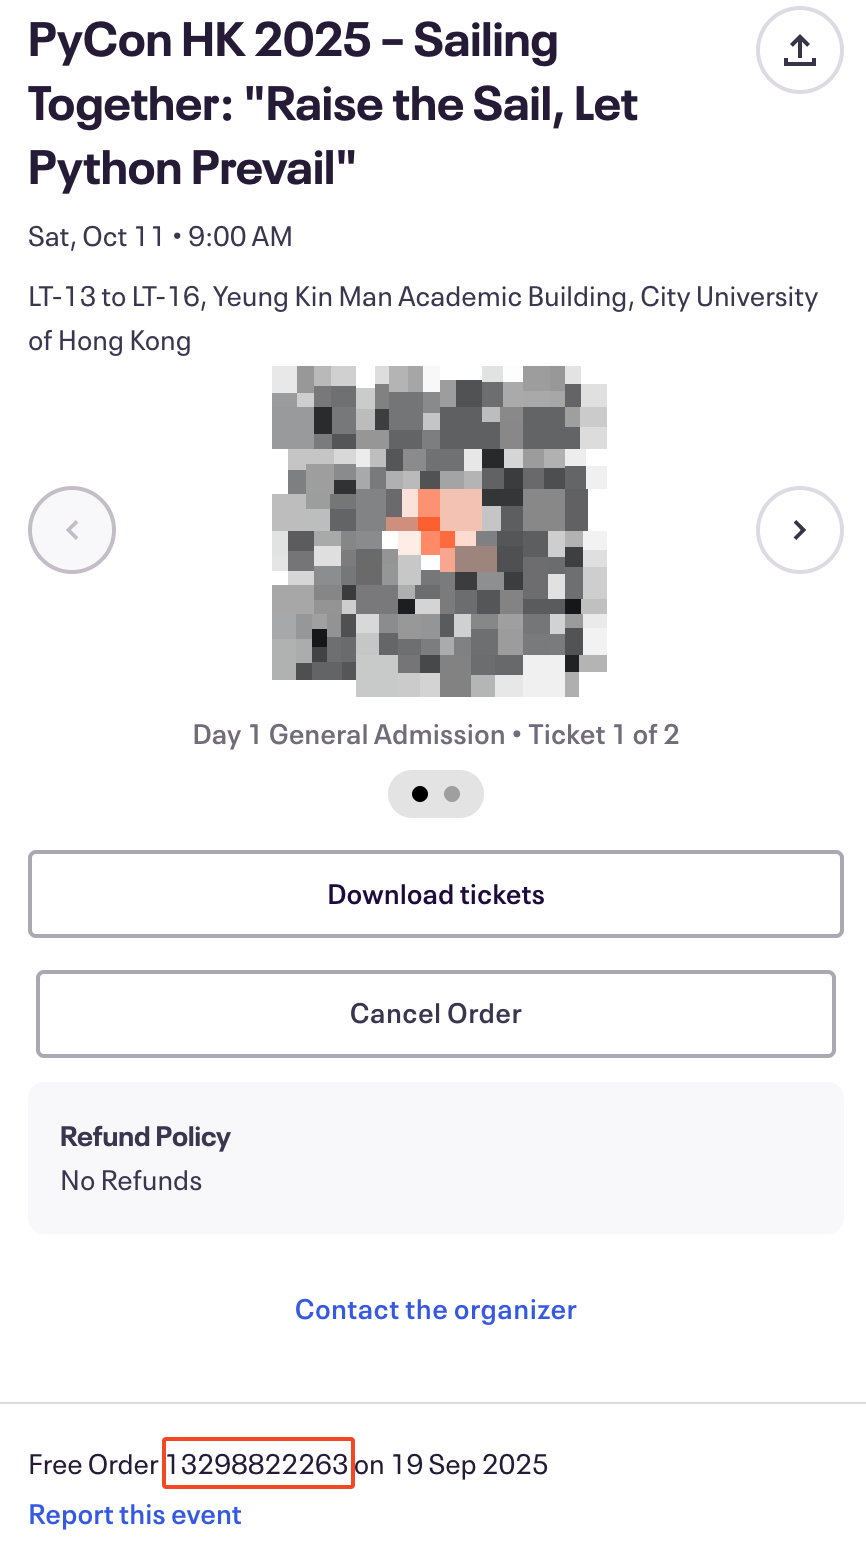 PyCon HK 2025 – Sailing
Together: "Raise the Sail, Let
Python Prevail"
Sat, Oct 11 • 9:00 AM
LT-13 to LT-16, Yeung Kin Man Academic Building, City University
of Hong Kong
Day 1 General Admission • Ticket 1 of 2
Download tickets
Cancel Order
Refund Policy
No Refunds
Contact the organizer
Free Order 13298822263 on 19 Sep 2025
Report this event